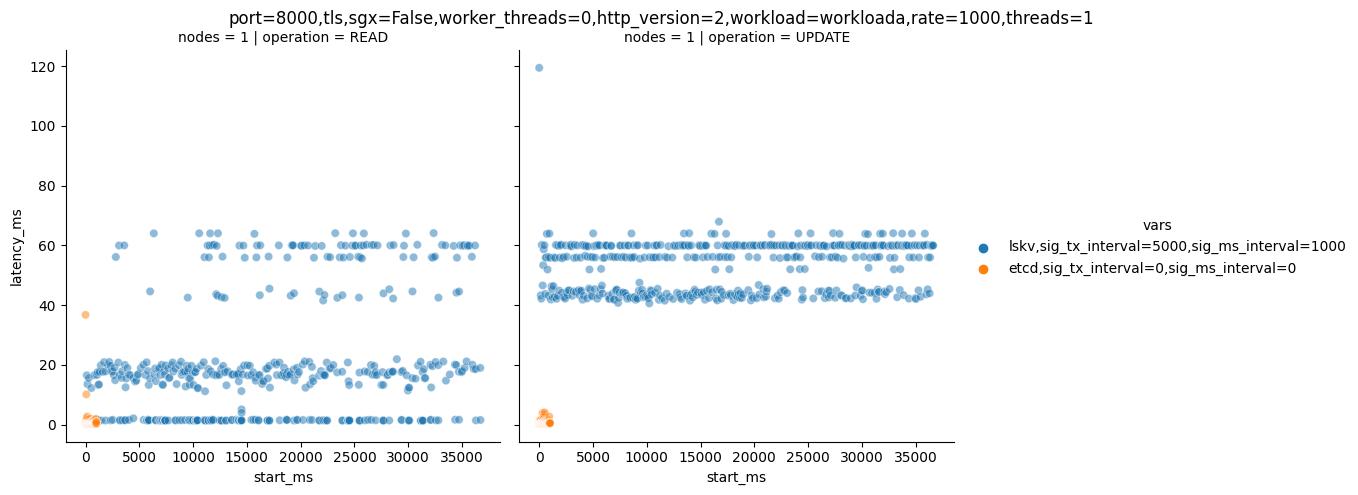 port=8000,tls,sgx=False,worker_threads=0,http_version=2,workload=workloada,rate=1000,threads=1
nodes = 1 | operation = READ
nodes = 1 | operation = UPDATE
120
100
80
60
40
20
0
latency_ms
0 5000 10000 15000 20000 25000 30000 35000
start_ms
0 5000 10000 15000 20000 25000 30000 35000
start_ms
vars
lskv,sig_tx_interval=5000,sig_ms_interval=1000
etcd,sig_tx_interval=0,sig_ms_interval=0